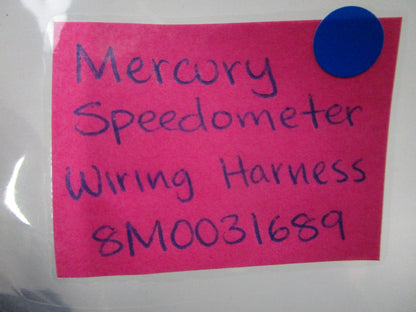 Mercury
Speedometer
Wiring Harness
8M0031689